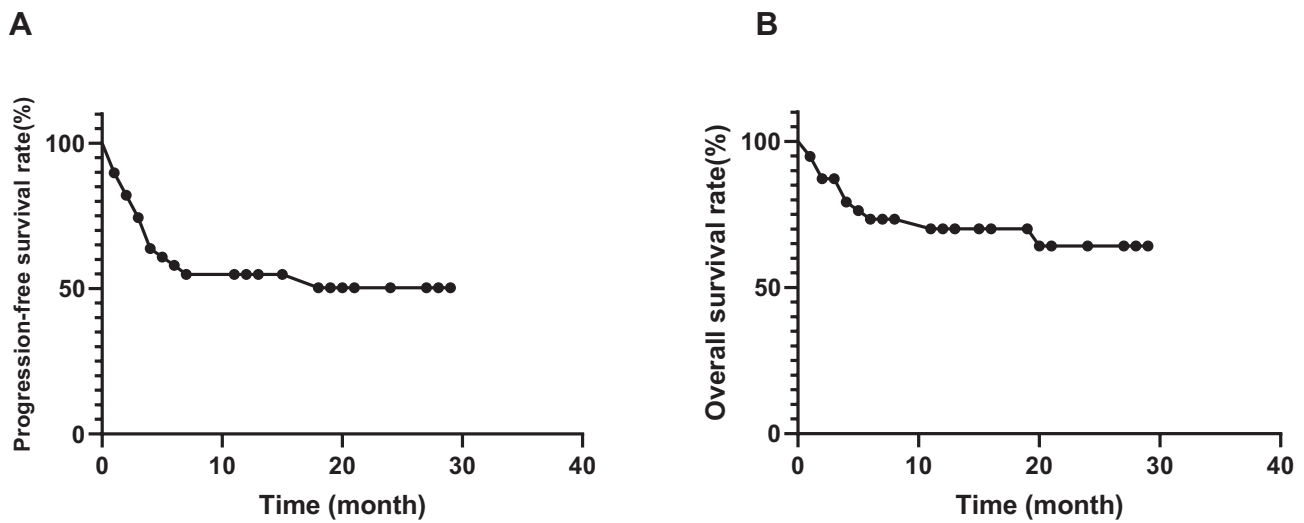 A
Progression-free survival rate(%)
100
50
0
0 10 20 30 40
Time (month)
B
Overall survival rate(%)
100
50
0
0 10 20 30 40
Time (month)